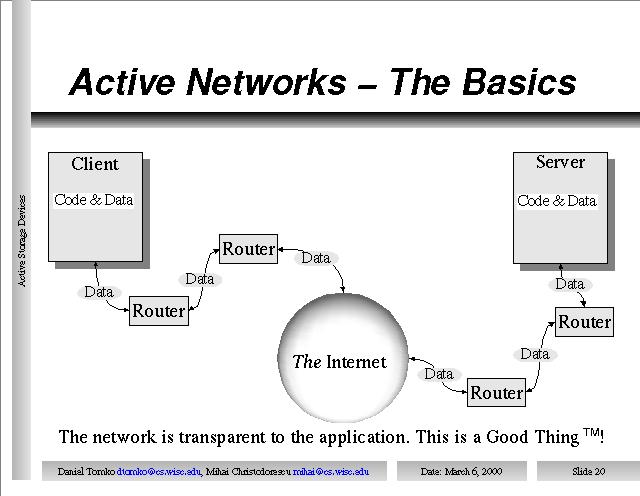 Active Networks – The Basics
Active Storage Devices
Client
Code & Data
Server
Code & Data
Router
Data
Data
Data
Data
Router
Router
The Internet
Data
Data
Router
The network is transparent to the application. This is a Good Thing ™!
Daniel Tomko dtomko@cs.wisc.edu, Mihai Christodorescu mihai@cs.wisc.edu
Date: March 6, 2000
Slide 20